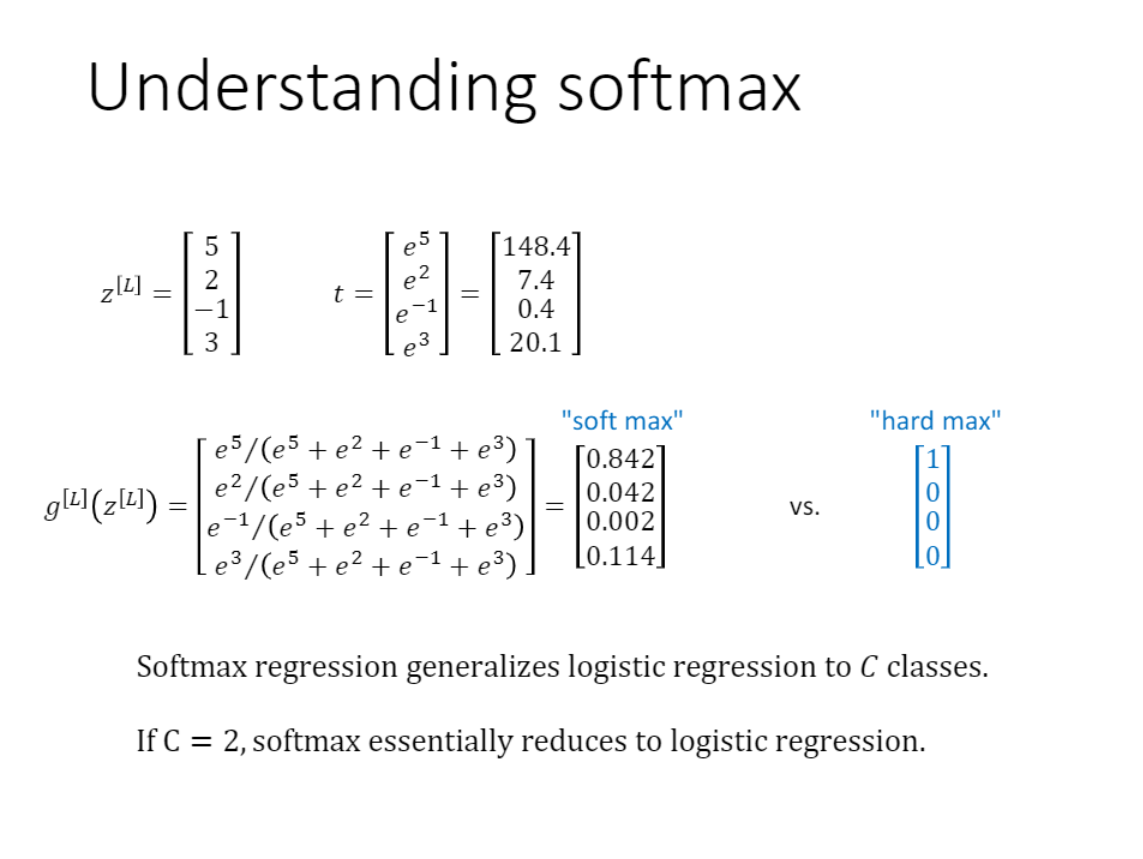 Understanding softmax
z^{[L]} = \begin{bmatrix} 5 \\ 2 \\ -1 \\ 3 \end{bmatrix} t = \begin{bmatrix} e^5 \\ e^2 \\ e^{-1} \\ e^3 \end{bmatrix} = \begin{bmatrix} 148.4 \\ 7.4 \\ 0.4 \\ 20.1 \end{bmatrix}
"soft max" "hard max"
g^{[L]}(z^{[L]}) = \begin{bmatrix} e^5/(e^5 + e^2 + e^{-1} + e^3) \\ e^2/(e^5 + e^2 + e^{-1} + e^3) \\ e^{-1}/(e^5 + e^2 + e^{-1} + e^3) \\ e^3/(e^5 + e^2 + e^{-1} + e^3) \end{bmatrix} = \begin{bmatrix} 0.842 \\ 0.042 \\ 0.002 \\ 0.114 \end{bmatrix} vs. \begin{bmatrix} 1 \\ 0 \\ 0 \\ 0 \end{bmatrix}
Softmax regression generalizes logistic regression to C classes.
If C = 2, softmax essentially reduces to logistic regression.